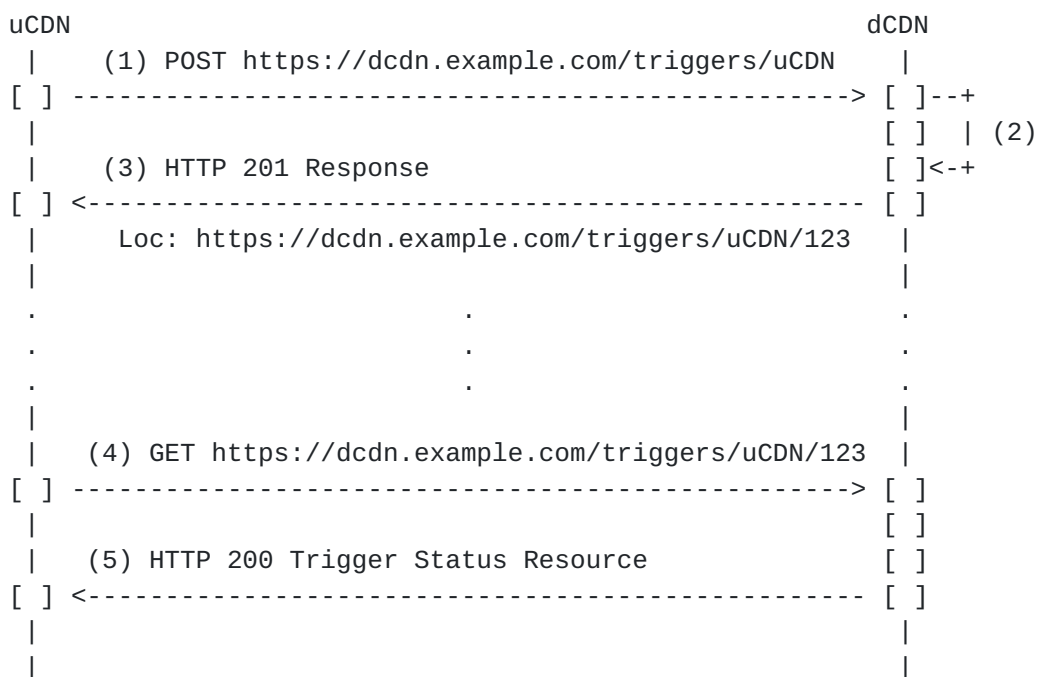 uCDN                                                   dCDN
 |    (1) POST https://dcdn.example.com/triggers/uCDN    |
[ ] --------------------------------------------------> [ ]--+
 |                                                      [ ]  | (2)
 |    (3) HTTP 201 Response                             [ ]<-+
[ ] <-------------------------------------------------- [ ]
 |     Loc: https://dcdn.example.com/triggers/uCDN/123   |
 |                                                       |
 .                           .                           .
 .                           .                           .
 .                           .                           .
 |                                                       |
 |   (4) GET https://dcdn.example.com/triggers/uCDN/123  |
[ ] --------------------------------------------------> [ ]
 |                                                      [ ]
 |   (5) HTTP 200 Trigger Status Resource               [ ]
[ ] <-------------------------------------------------- [ ]
 |                                                       |
 |                                                       |